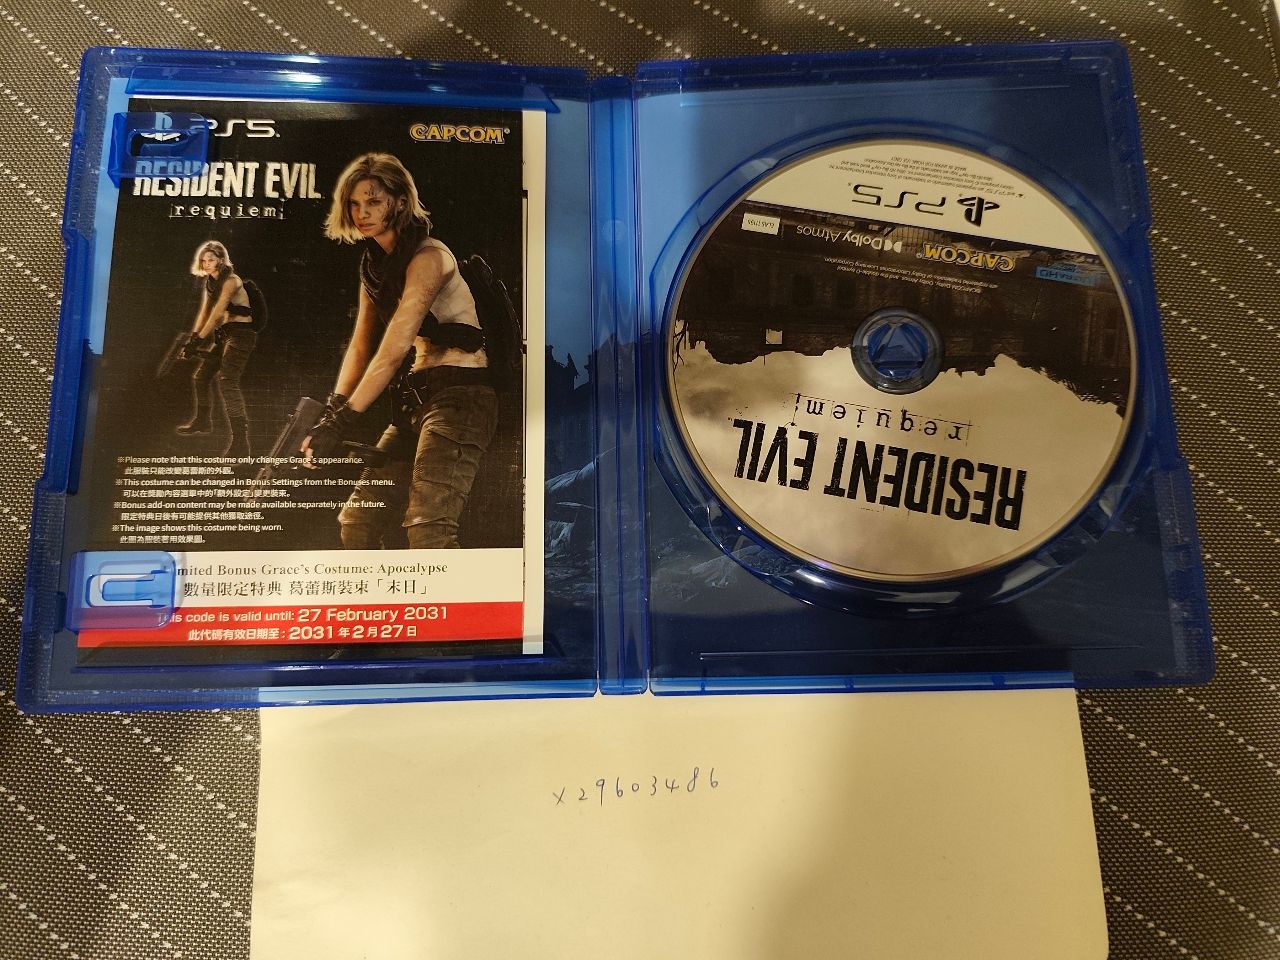 PS5
CAPCOM
RESIDENT EVIL
requiem
※Please note that this costume only changes Grace's appearance.
此服裝只能改變葛蕾斯的外觀。
※This costume can be changed in Bonus Settings from the Bonuses menu.
可以在獎勵內容選單中的「額外設定」變更裝束。
※Bonus add-on content may be made available separately in the future.
限定特典日後有可能提供其他獲取途徑。
※The image shows this costume being worn.
此圖為服裝著用效果圖。
Limited Bonus Grace's Costume: Apocalypse
數量限定特典 葛蕾斯裝束「末日」
This code is valid until: 27 February 2031
此代碼有效日期至：2031年2月27日
PS5
Dolby Atmos
CAPCOM
RESIDENT EVIL
requiem
x29603486